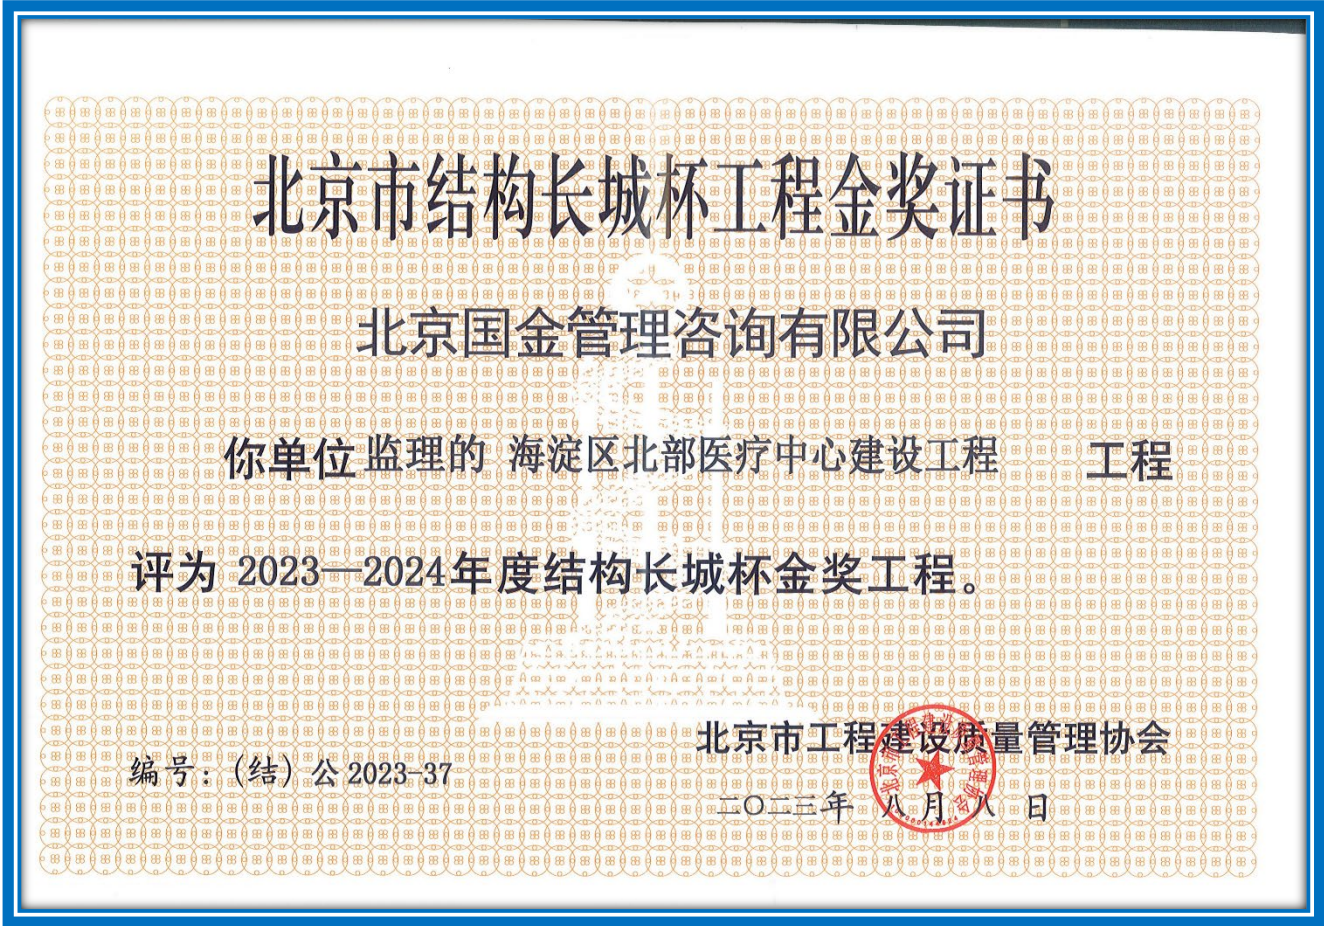 北京市结构长城杯工程金奖证书
北京国金管理咨询有限公司
你单位监理的 海淀区北部医疗中心建设工程 工程
评为 2023—2024年度结构长城杯金奖工程。
北京市工程建设质量管理协会
编号：（结）公 2023-37
二〇二三年 八月八日